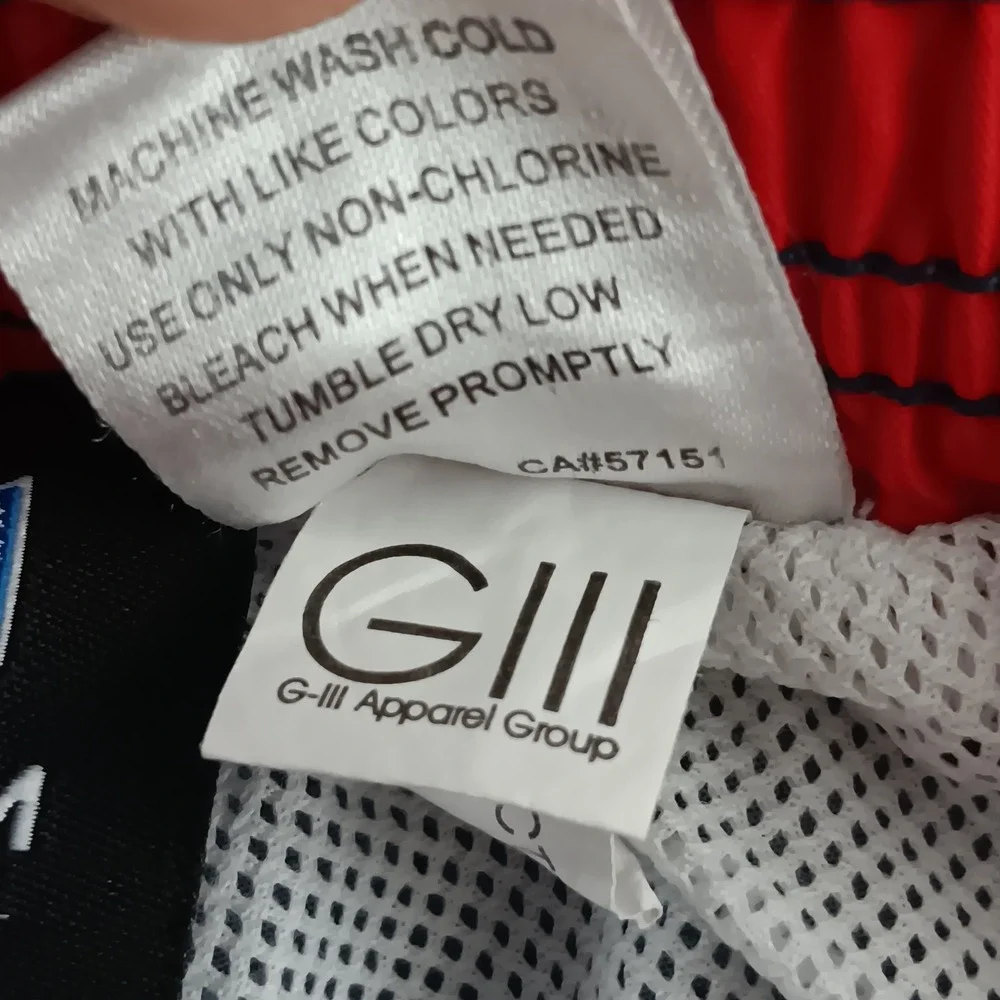 MACHINE WASH COLD
WITH LIKE COLORS
USE ONLY NON-CHLORINE
BLEACH WHEN NEEDED
TUMBLE DRY LOW
REMOVE PROMPTLY
CA#57151
GIII
G-III Apparel Group